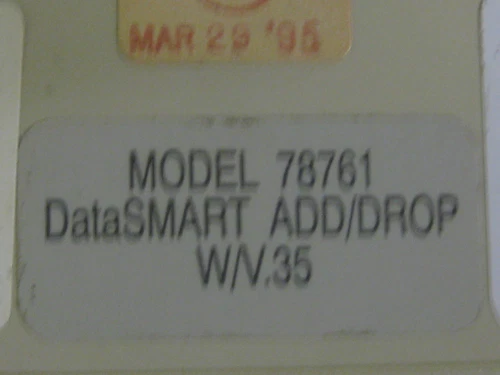 MAR 29 '95
MODEL 78761
DataSMART ADD/DROP
W/V.35